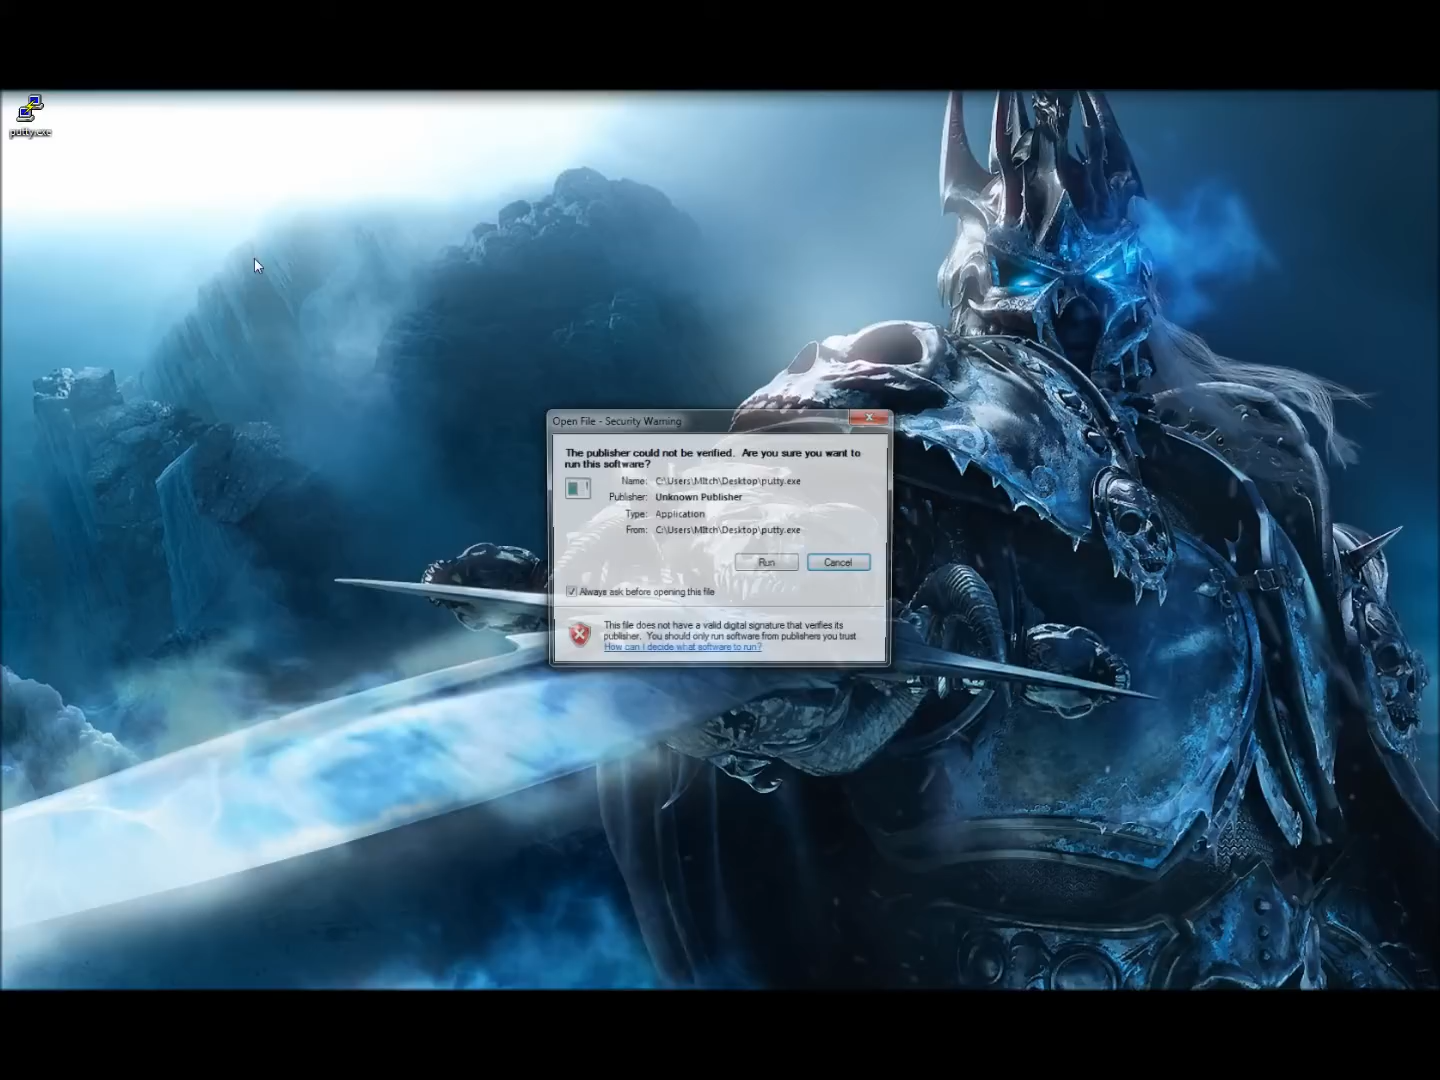 putty.exe
Open File - Security Warning
The publisher could not be verified. Are you sure you want to
run this software?
Name: C:\Users\MItch\Desktop\putty.exe
Publisher: Unknown Publisher
Type: Application
From: C:\Users\MItch\Desktop\putty.exe
Run Cancel
Always ask before opening this file
This file does not have a valid digital signature that verifies its
publisher. You should only run software from publishers you trust
How can I decide what software to run?